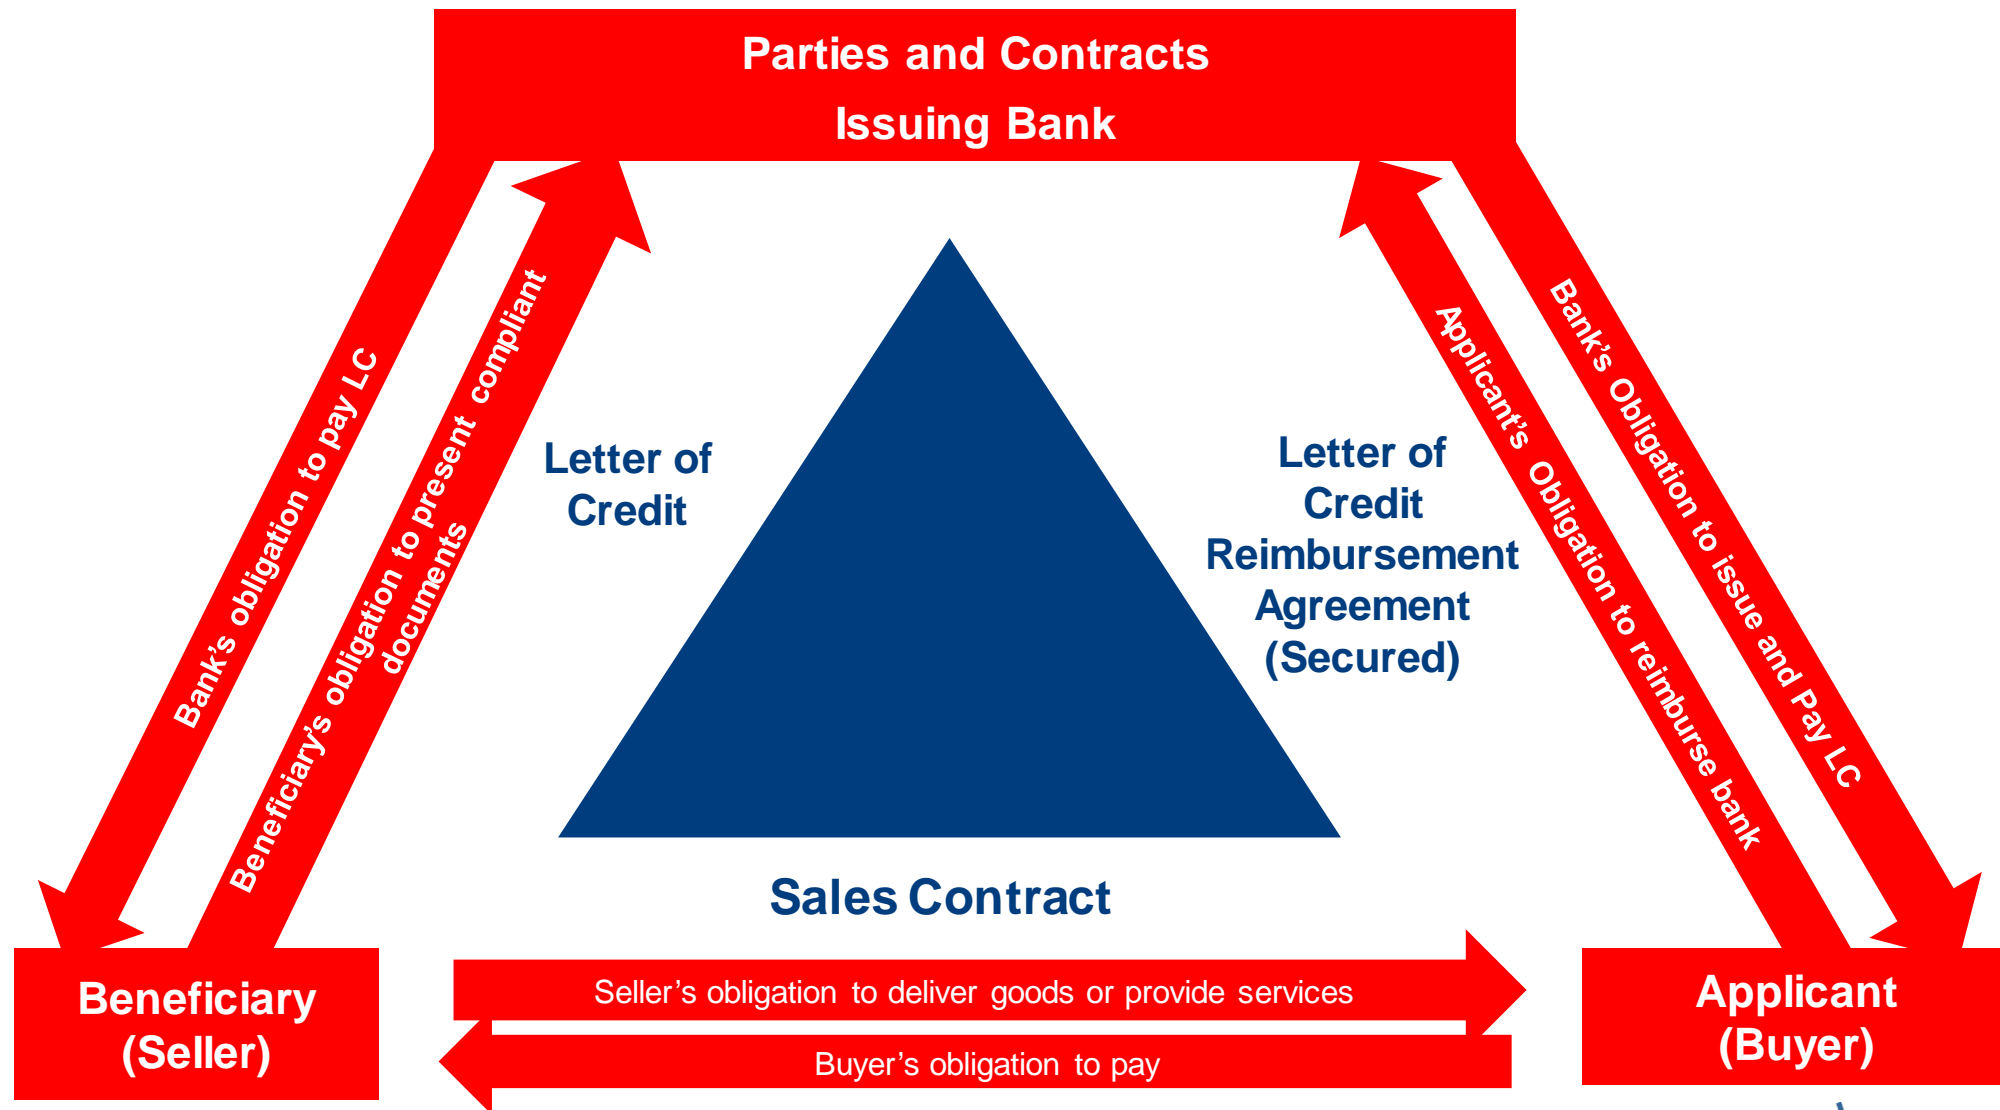 Parties and Contracts
Issuing Bank
Bank's obligation to pay LC
Beneficiary's obligation to present compliant
documents
Letter of
Credit
Letter of
Credit
Reimbursement
Agreement
(Secured)
Applicant's Obligation to reimburse bank
Bank's Obligation to issue and Pay LC
Sales Contract
Beneficiary
(Seller)
Seller's obligation to deliver goods or provide services
Buyer's obligation to pay
Applicant
(Buyer)